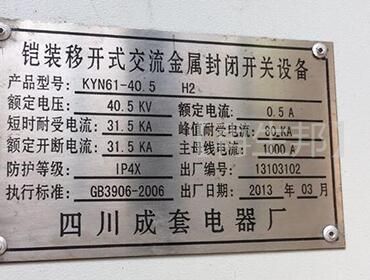 铠装移开式交流金属封闭开关设备
产品型号: KYN61-40.5 H2
额定电压: 40.5 KV 额定电流: 0.5 A
短时耐受电流: 31.5 KA 峰值耐受电流: 80 KA
额定开断电流: 31.5 KA 主母线电流: 1000 A
防护等级: IP4X 出厂编号: 13103102
执行标准: GB3906-2006 出厂日期: 2013 年 03 月
四川成套电器厂